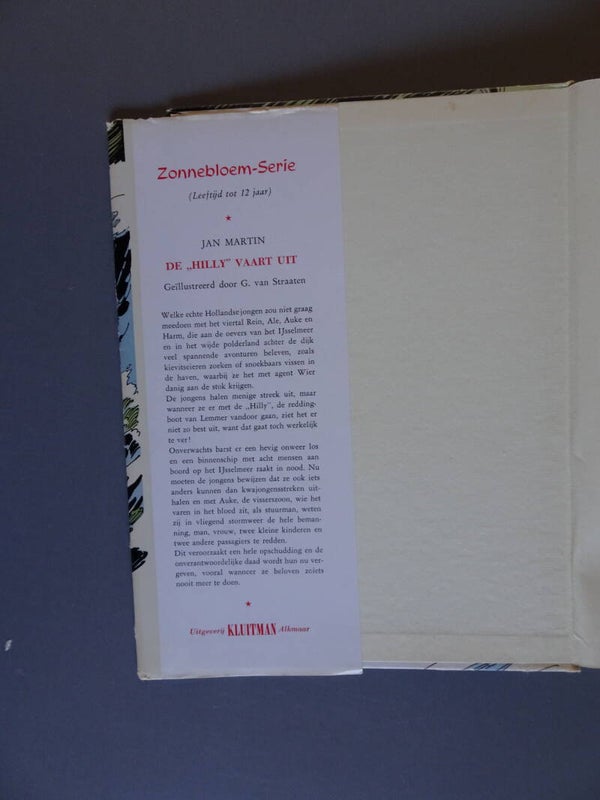 Zonnebloem-Serie
(Leeftijd tot 12 jaar)
JAN MARTIN
DE „HILLY" VAART UIT
Geïllustreerd door G. van Straaten
Welke echte Hollandse jongen zou niet graag
meedoen met het viertal Rein, Ale, Auke en
Harm, die aan de oevers van het IJsselmeer
en in het wijde polderland achter de dijk
veel spannende avonturen beleven, zoals
kievitseieren zoeken of snoekbaars vissen in
de haven, waarbij ze het met agent Wier
danig aan de stok krijgen.
De jongens halen menige streek uit, maar
wanneer ze er met de „Hilly", de redding-
boot van Lemmer vandoor gaan, ziet het er
niet zo best uit, want dat gaat toch werkelijk
te ver!
Onverwachts barst er een hevig onweer los
en een binnenschip met acht mensen aan
boord op het IJsselmeer raakt in nood. Nu
moeten de jongens bewijzen dat ze ook iets
anders kunnen dan kwajongensstreken uit-
halen en met Auke, de visserszoon, wie het
varen in het bloed zit, als stuurman, weten
zij in vliegend stormweer de hele beman-
ning, man, vrouw, twee kleine kinderen en
twee andere passagiers te redden.
Dit veroorzaakt een hele opschudding en de
onverantwoordelijke daad wordt hun nu ver-
geven, vooral wanneer ze beloven zoiets
nooit meer te doen.
Uitgeverij KLUITMAN Alkmaar